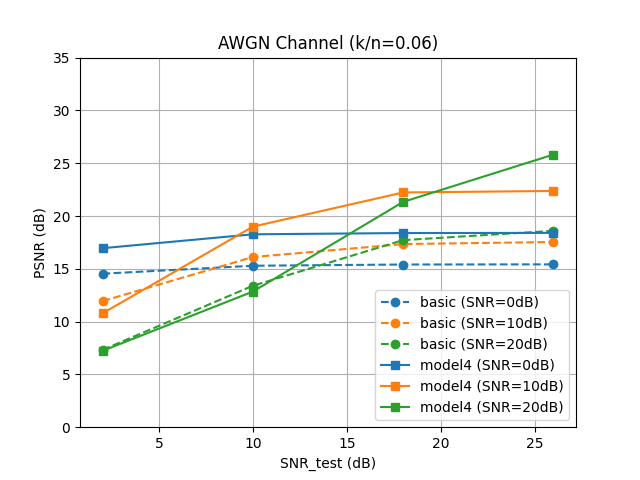 AWGN Channel (k/n=0.06)
PSNR (dB)
35
30
25
20
15
10
5
0
5
10
15
20
25
SNR_test (dB)
basic (SNR=0dB)
basic (SNR=10dB)
basic (SNR=20dB)
model4 (SNR=0dB)
model4 (SNR=10dB)
model4 (SNR=20dB)